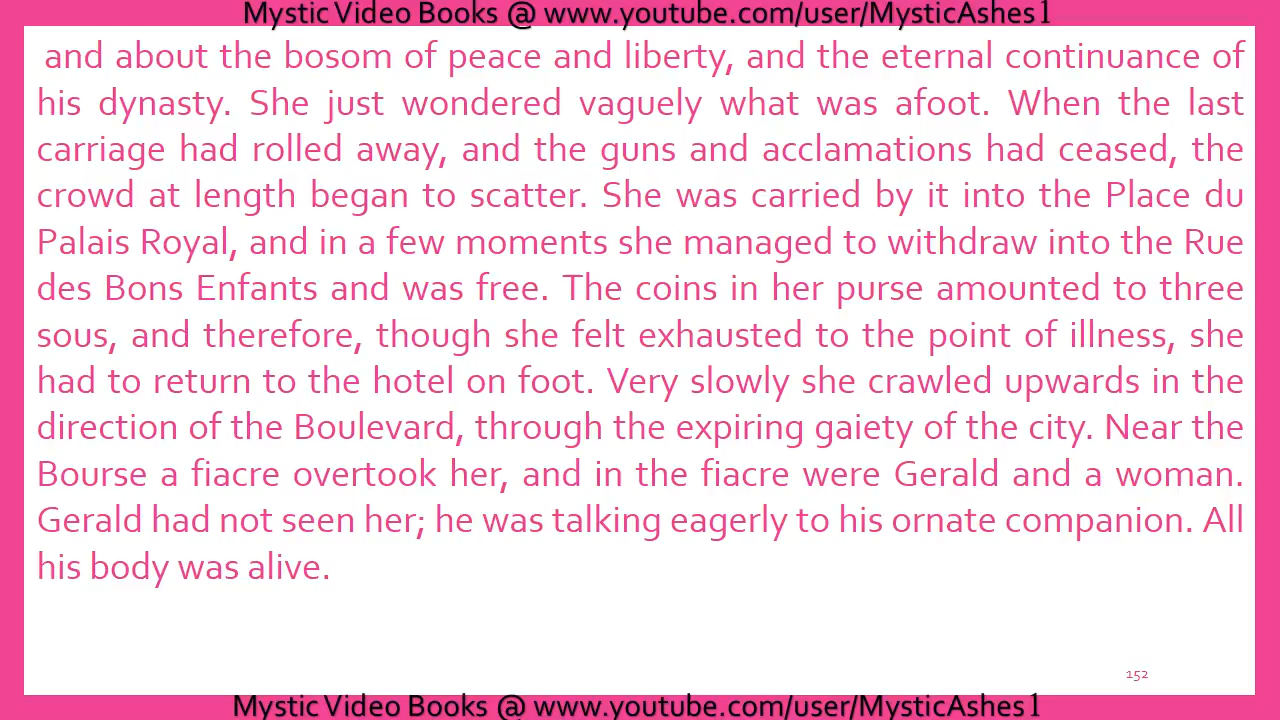 Mystic Video Books @ www.youtube.com/user/MysticAshes1
and about the bosom of peace and liberty, and the eternal continuance of
his dynasty. She just wondered vaguely what was afoot. When the last
carriage had rolled away, and the guns and acclamations had ceased, the
crowd at length began to scatter. She was carried by it into the Place du
Palais Royal, and in a few moments she managed to withdraw into the Rue
des Bons Enfants and was free. The coins in her purse amounted to three
sous, and therefore, though she felt exhausted to the point of illness, she
had to return to the hotel on foot. Very slowly she crawled upwards in the
direction of the Boulevard, through the expiring gaiety of the city. Near the
Bourse a fiacre overtook her, and in the fiacre were Gerald and a woman.
Gerald had not seen her; he was talking eagerly to his ornate companion. All
his body was alive.
152
Mystic Video Books @ www.youtube.com/user/MysticAshes1